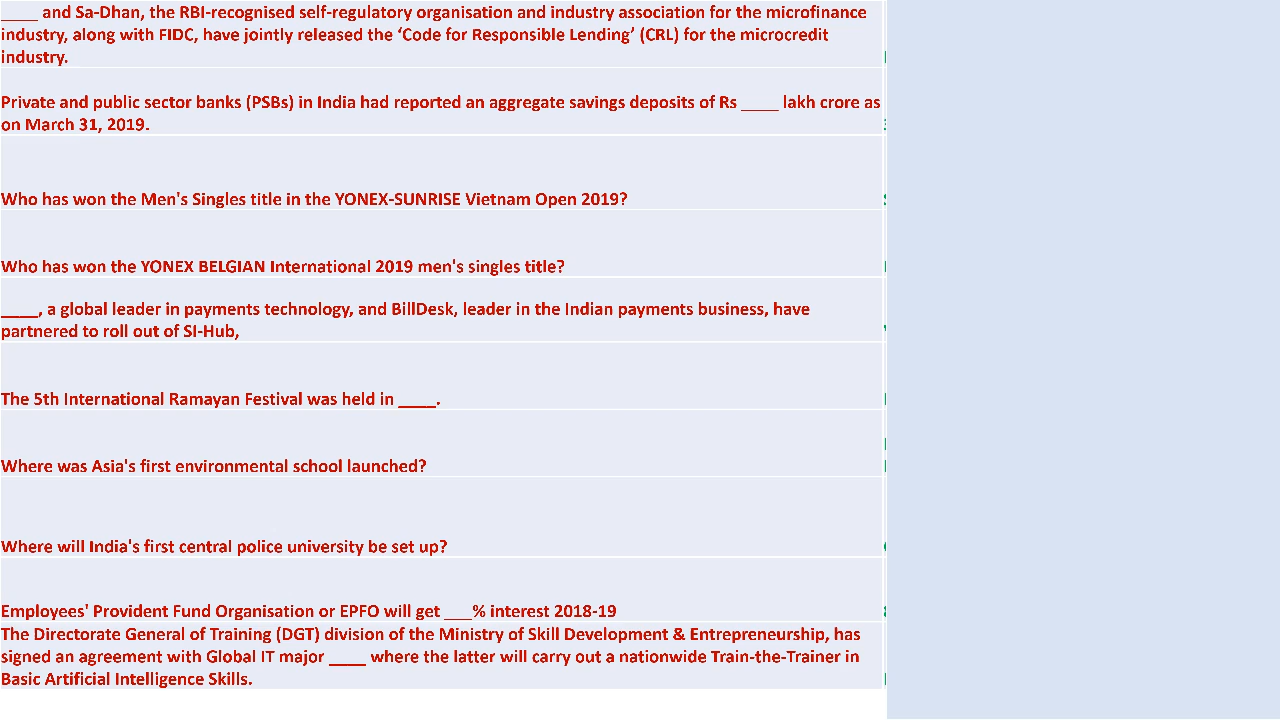 ____ and Sa-Dhan, the RBI-recognised self-regulatory organisation and industry association for the microfinance
industry, along with FIDC, have jointly released the ‘Code for Responsible Lending’ (CRL) for the microcredit
industry.
Private and public sector banks (PSBs) in India had reported an aggregate savings deposits of Rs ____ lakh crore as
on March 31, 2019.
Who has won the Men's Singles title in the YONEX-SUNRISE Vietnam Open 2019?
Who has won the YONEX BELGIAN International 2019 men's singles title?
____, a global leader in payments technology, and BillDesk, leader in the Indian payments business, have
partnered to roll out of SI-Hub,
The 5th International Ramayan Festival was held in ____.
Where was Asia's first environmental school launched?
Where will India's first central police university be set up?
Employees' Provident Fund Organisation or EPFO will get ___% interest 2018-19
The Directorate General of Training (DGT) division of the Ministry of Skill Development & Entrepreneurship, has
signed an agreement with Global IT major ____ where the latter will carry out a nationwide Train-the-Trainer in
Basic Artificial Intelligence Skills.